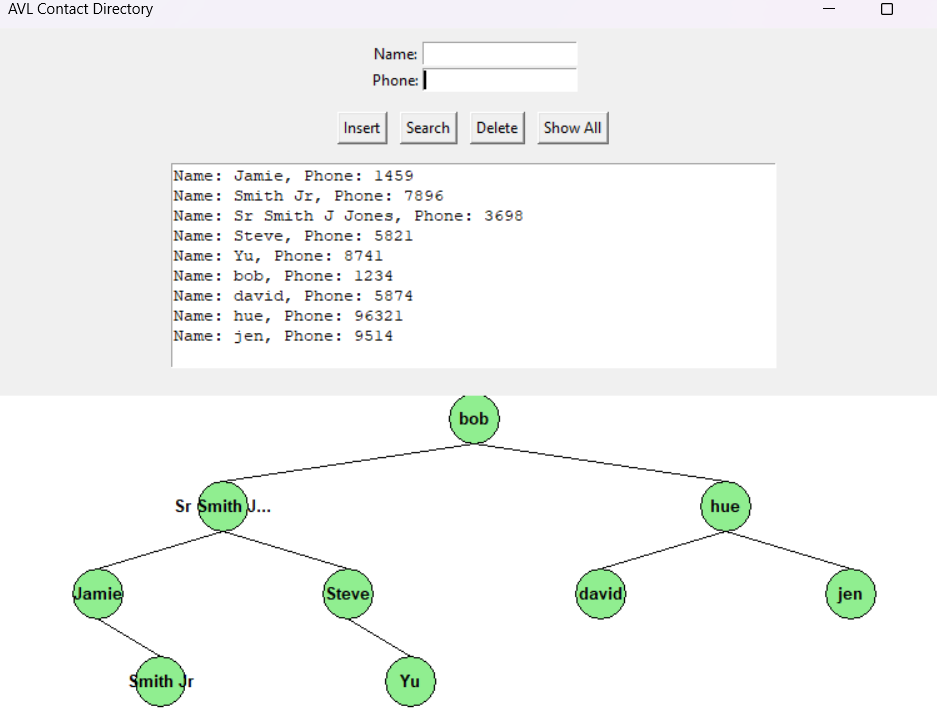 AVL Contact Directory
Name:
Phone:
Insert Search Delete Show All
Name: Jamie, Phone: 1459
Name: Smith Jr, Phone: 7896
Name: Sr Smith J Jones, Phone: 3698
Name: Steve, Phone: 5821
Name: Yu, Phone: 8741
Name: bob, Phone: 1234
Name: david, Phone: 5874
Name: hue, Phone: 96321
Name: jen, Phone: 9514
bob
Sr Smith J... hue
Jamie Steve david jen
Smith Jr Yu